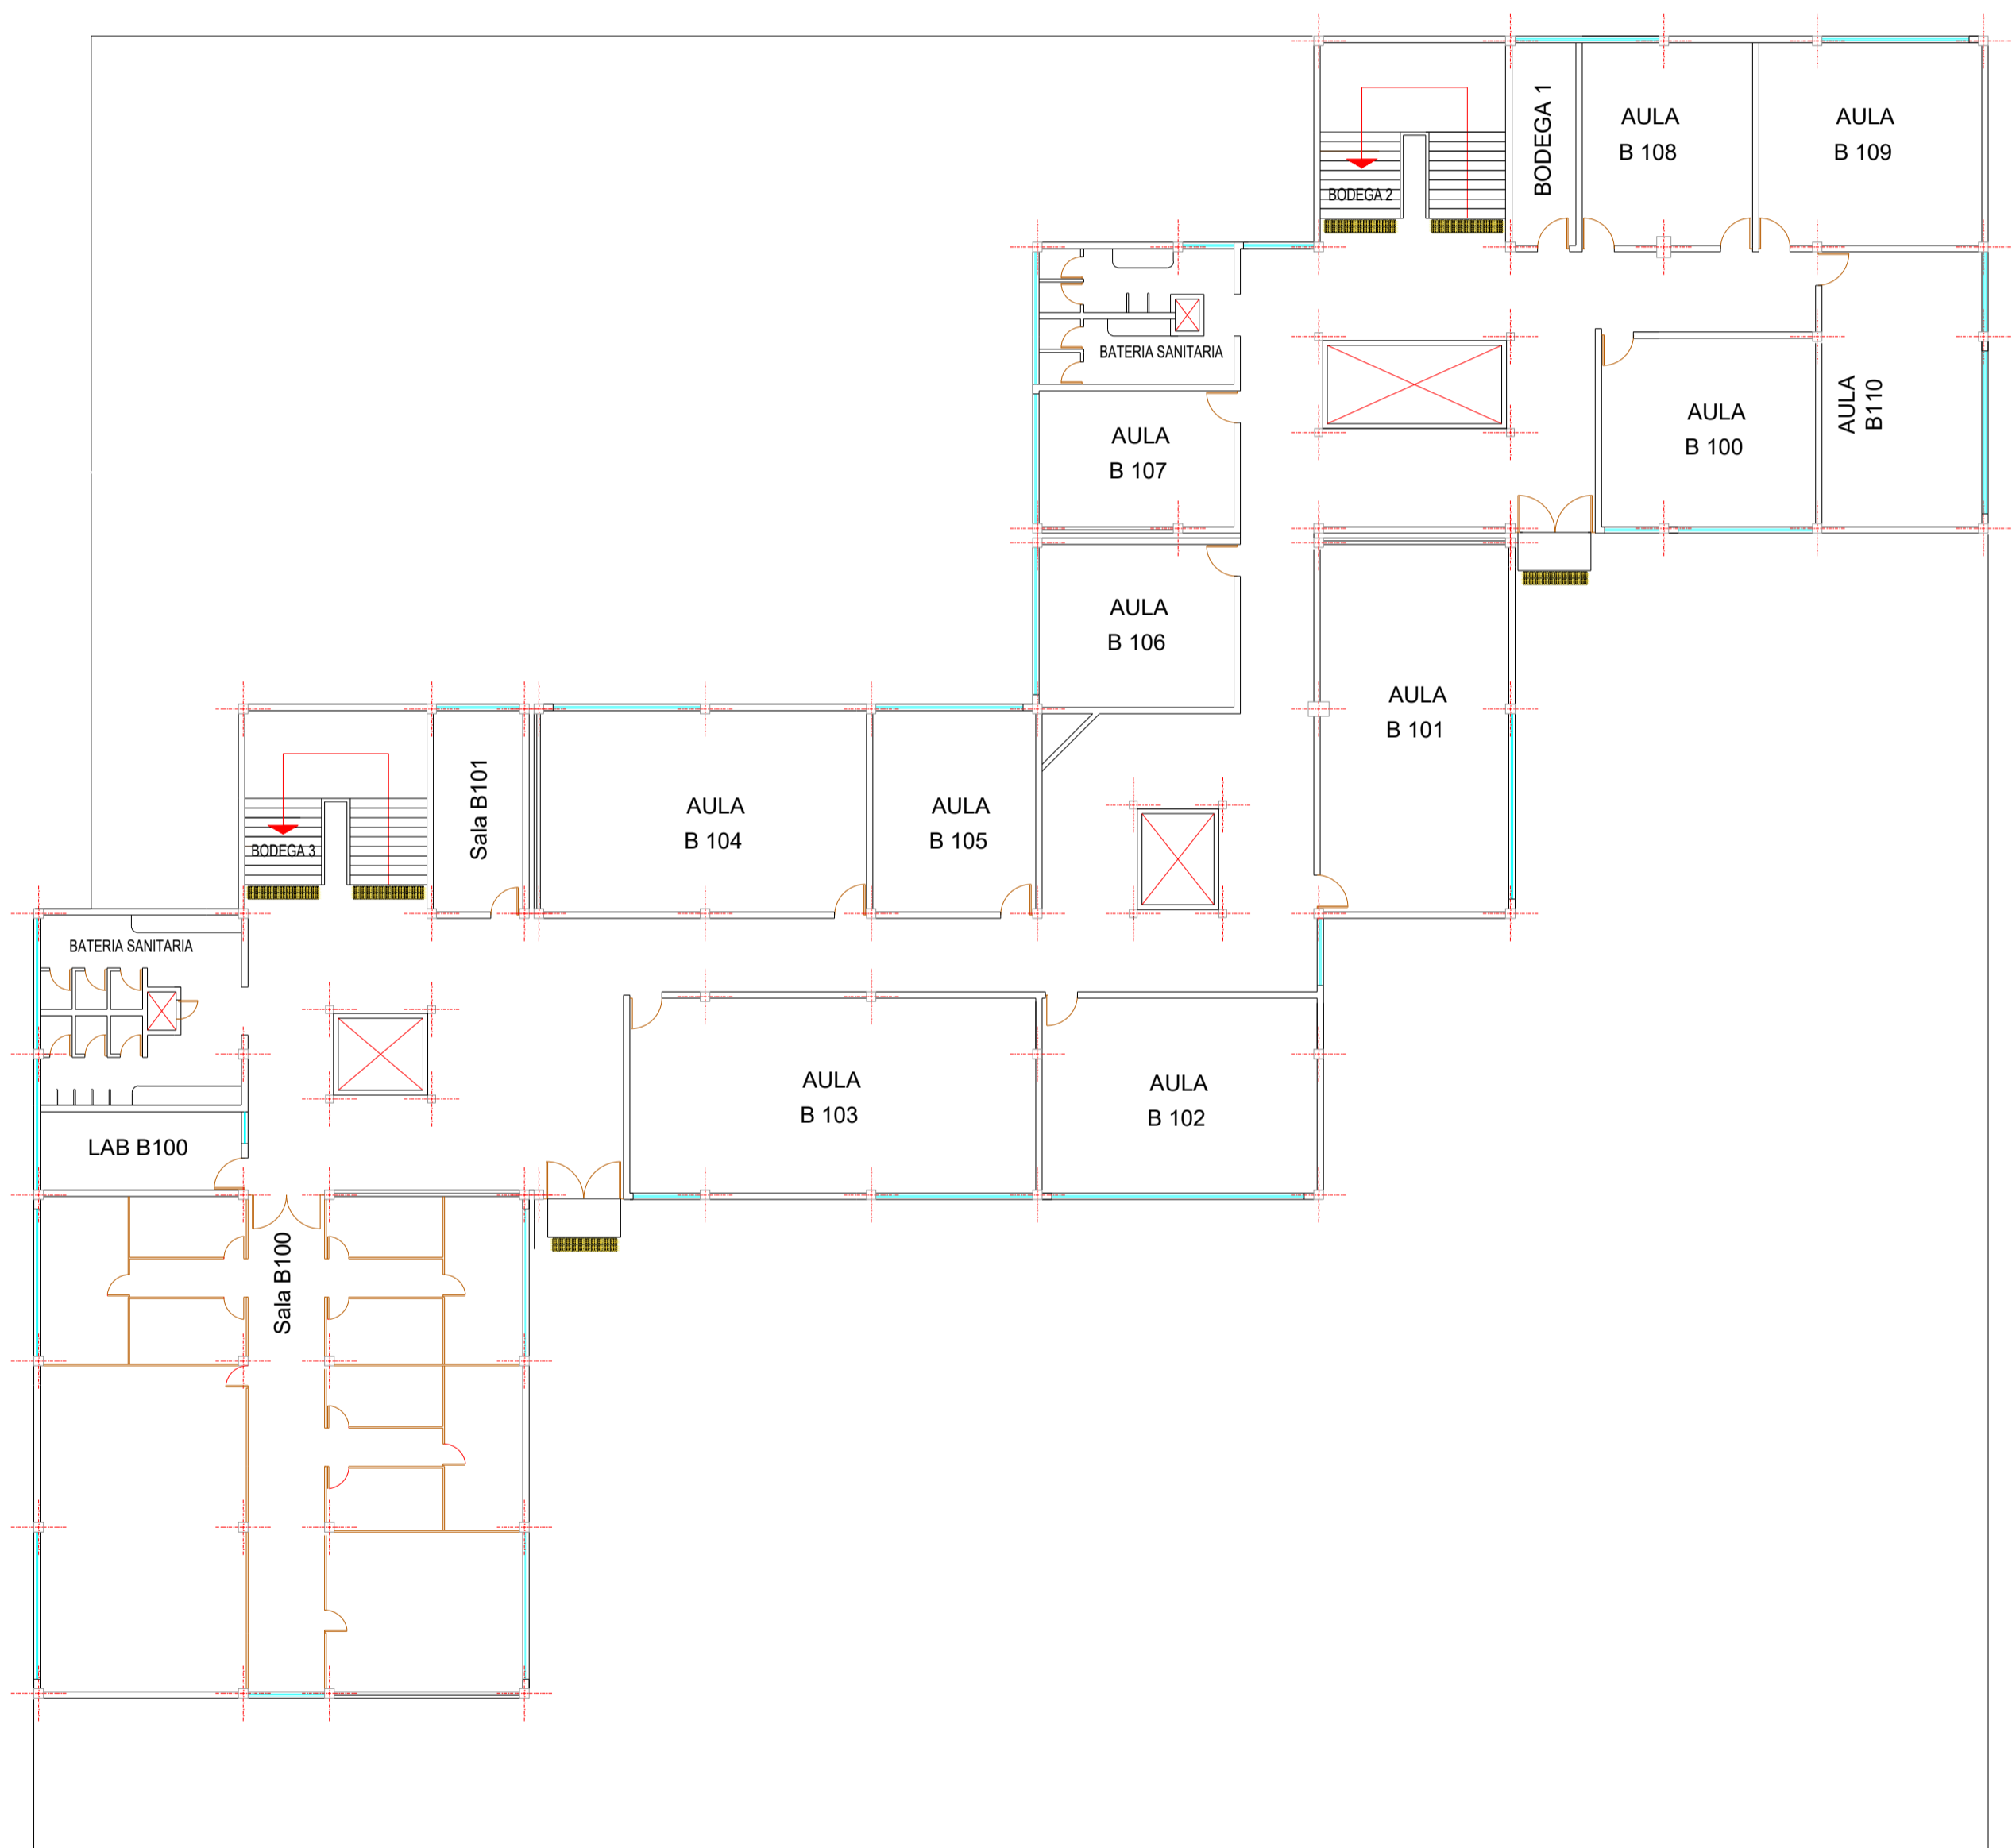 BODEGA 1
AULA
B 108
AULA
B 109
BODEGA 2
BATERIA SANITARIA
AULA
B110
AULA
B 100
AULA
B 107
AULA
B 106
AULA
B 101
Sala B101
AULA
B 104
AULA
B 105
BODEGA 3
BATERIA SANITARIA
AULA
B 103
AULA
B 102
LAB B100
Sala B100